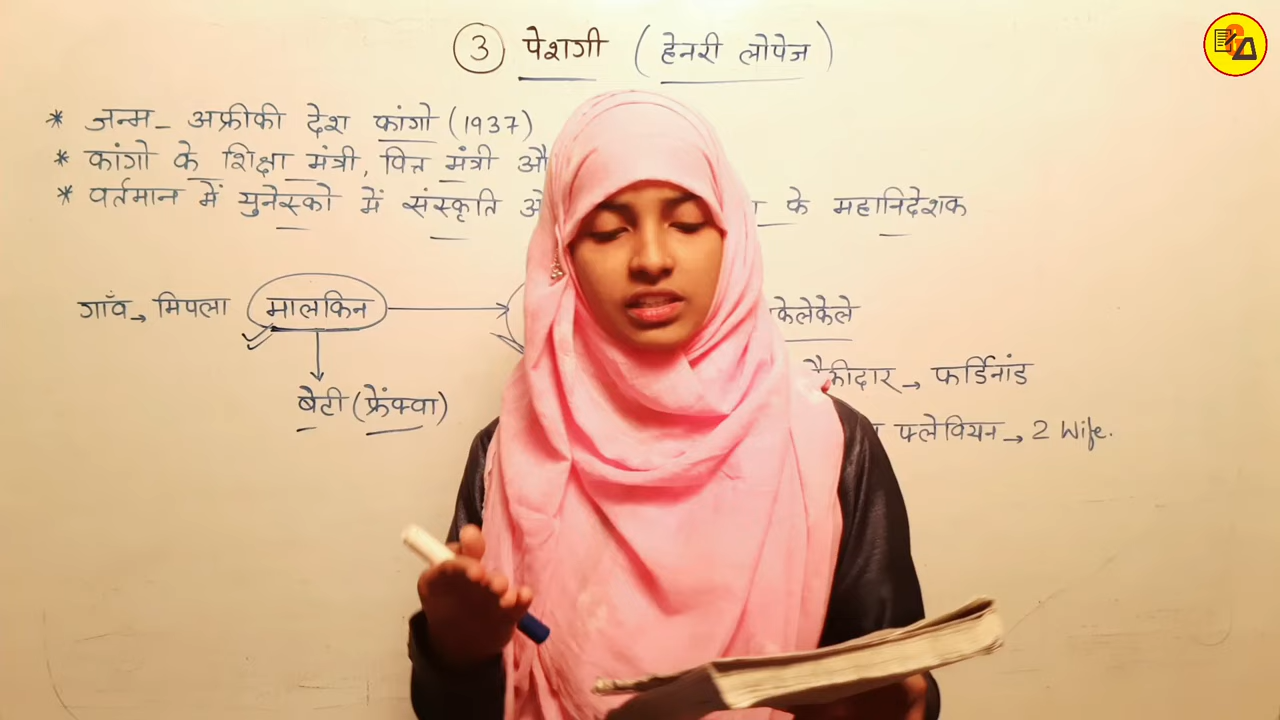 3 पेशगी (हेनरी लोपेज)
* जन्म - अफ्रीकी देश कांगो (1937)
* कांगो के शिक्षा मंत्री, वित्त मंत्री औ
* वर्तमान में युनेस्को में संस्कृति के महानिदेशक
गाँव → मिपला मालकिन केलेकेले
बेटी (फ्रेंक्वा) फर्डिनांड
फ्लेवियन → 2 Wife.